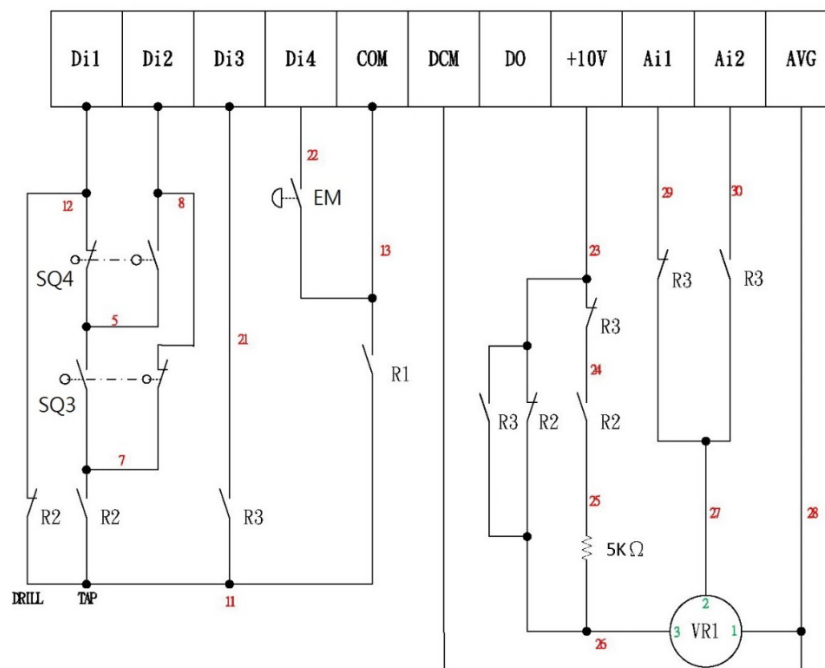 Di1 Di2 Di3 Di4 COM DCM DO +10V Ai1 Ai2 AVG
22 29 30
12 8 EM
13 23
SQ4 R3 R3
5 21 R3
24
SQ3 R1 R3 R2 R2
7
R2 R2 R3 25 27 28
5KΩ
DRILL TAP 11 2
26 3 VR1 1